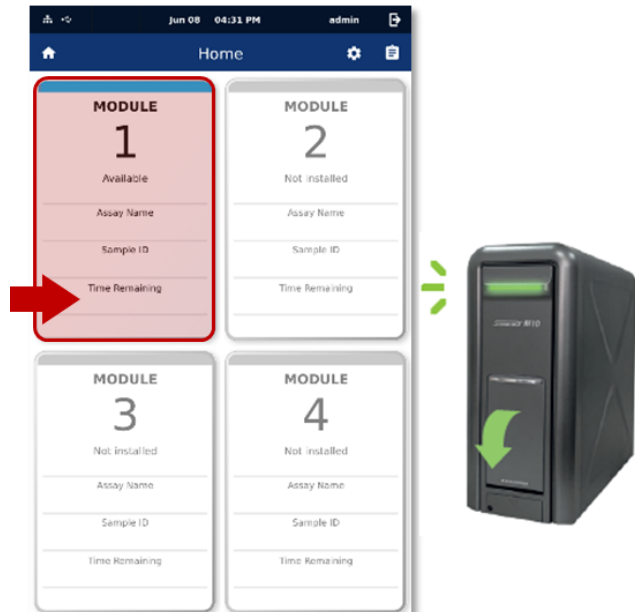 Jun 08 04:31 PM admin
Home
MODULE
1
Available
Assay Name
Sample ID
Time Remaining
MODULE
2
Not installed
Assay Name
Sample ID
Time Remaining
MODULE
3
Not installed
Assay Name
Sample ID
Time Remaining
MODULE
4
Not installed
Assay Name
Sample ID
Time Remaining
M10